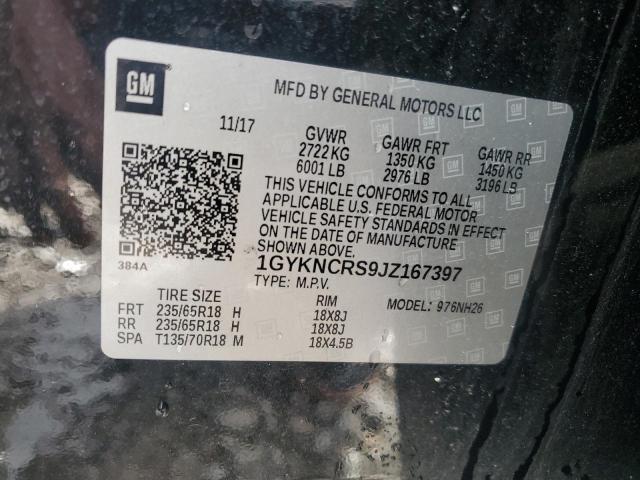 GM
MFD BY GENERAL MOTORS LLC
11/17
GVWR GAWR FRT GAWR RR
2722 KG 1350 KG 1450 KG
6001 LB 2976 LB 3196 LB
THIS VEHICLE CONFORMS TO ALL
APPLICABLE U.S. FEDERAL MOTOR
VEHICLE SAFETY STANDARDS IN EFFECT
ON THE DATE OF MANUFACTURE
SHOWN ABOVE.
384A
1GYKNCRS9JZ167397
TYPE: M.P.V.
TIRE SIZE RIM MODEL: 976NH26
FRT 235/65R18 H 18X8J
RR 235/65R18 H 18X8J
SPA T135/70R18 M 18X4.5B